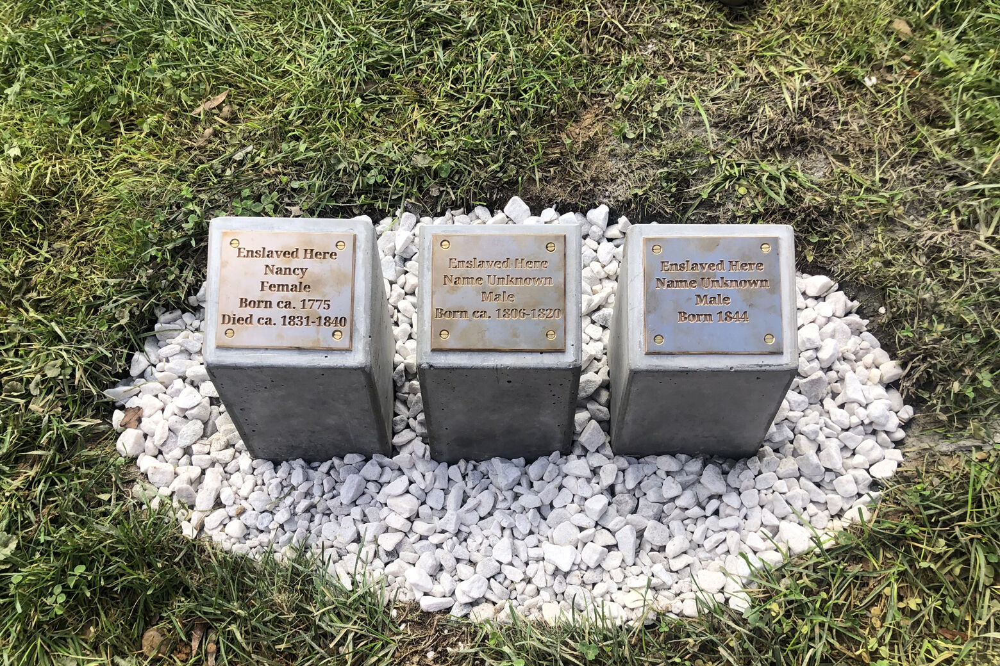 Enslaved Here
Nancy
Female
Born ca. 1775
Died ca. 1831-1840
Enslaved Here
Name Unknown
Male
Born ca. 1806-1820
Enslaved Here
Name Unknown
Male
Born 1844